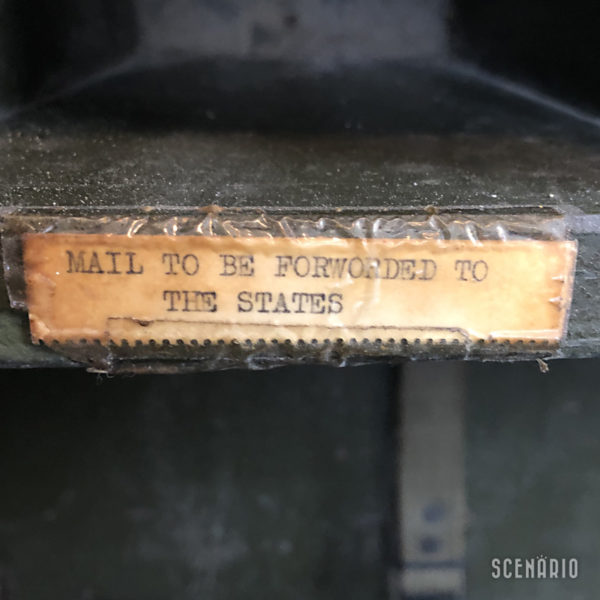 MAIL TO BE FORWORDED TO
THE STATES
SCENARIO